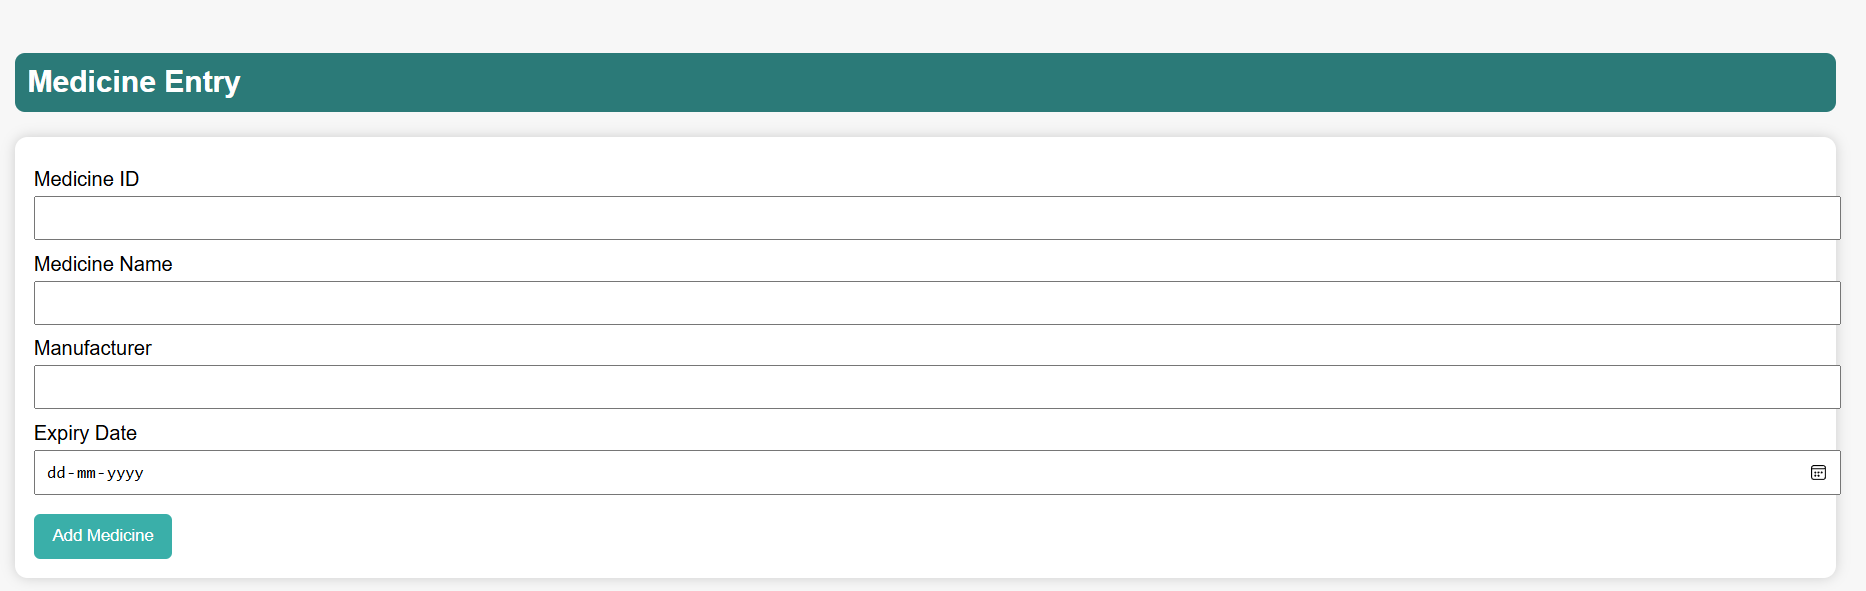 Medicine Entry
Medicine ID
Medicine Name
Manufacturer
Expiry Date
dd-mm-yyyy
Add Medicine